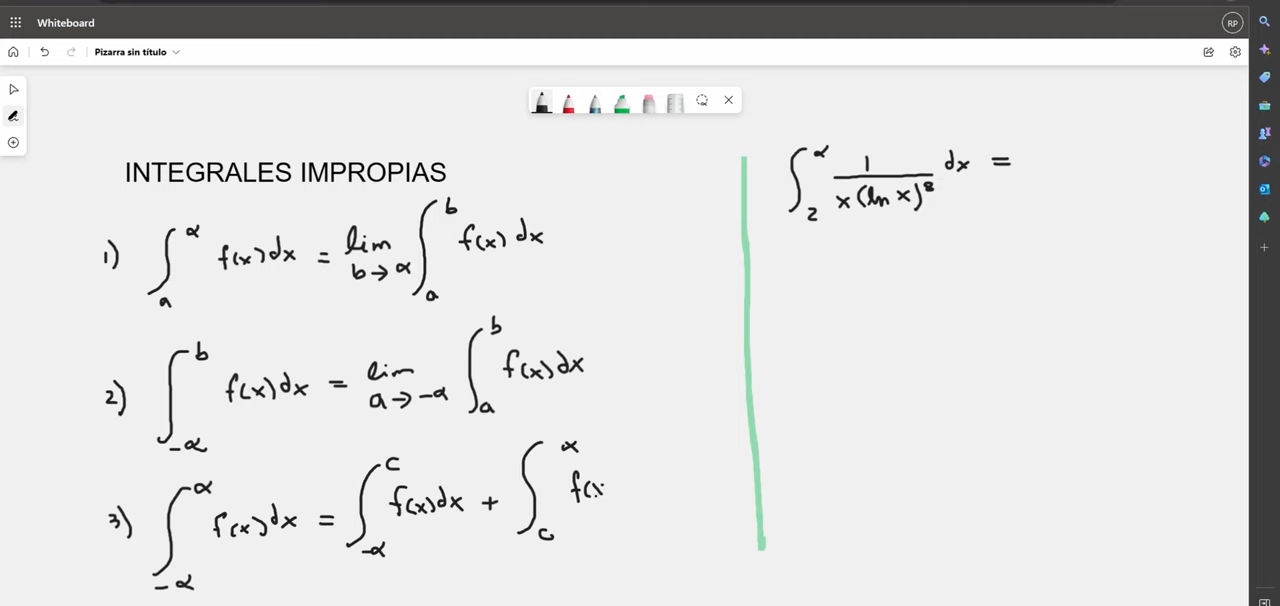 Whiteboard
RP
Pizarra sin título
INTEGRALES IMPROPIAS
1) ∫_a^∝ f(x)dx = lim_{b→∝} ∫_a^b f(x)dx
2) ∫_{-∝}^b f(x)dx = lim_{a→-∝} ∫_a^b f(x)dx
3) ∫_{-∝}^∝ f(x)dx = ∫_{-∝}^c f(x)dx + ∫_c^∝ f(x
∫_2^∝ 1/(x(ln x)^8) dx =